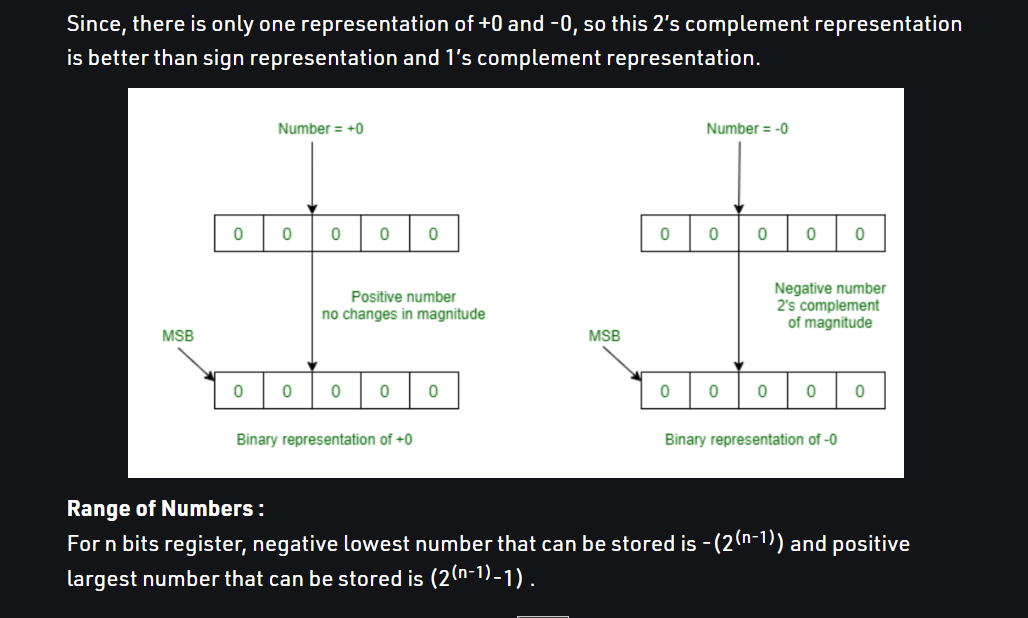 Since, there is only one representation of +0 and -0, so this 2’s complement representation
is better than sign representation and 1’s complement representation.
Number = +0
0 0 0 0 0
Positive number
no changes in magnitude
MSB
0 0 0 0 0
Binary representation of +0
Number = -0
0 0 0 0 0
Negative number
2's complement
of magnitude
MSB
0 0 0 0 0
Binary representation of -0
Range of Numbers :
For n bits register, negative lowest number that can be stored is -(2⁽ⁿ⁻¹⁾) and positive
largest number that can be stored is (2⁽ⁿ⁻¹⁾-1) .